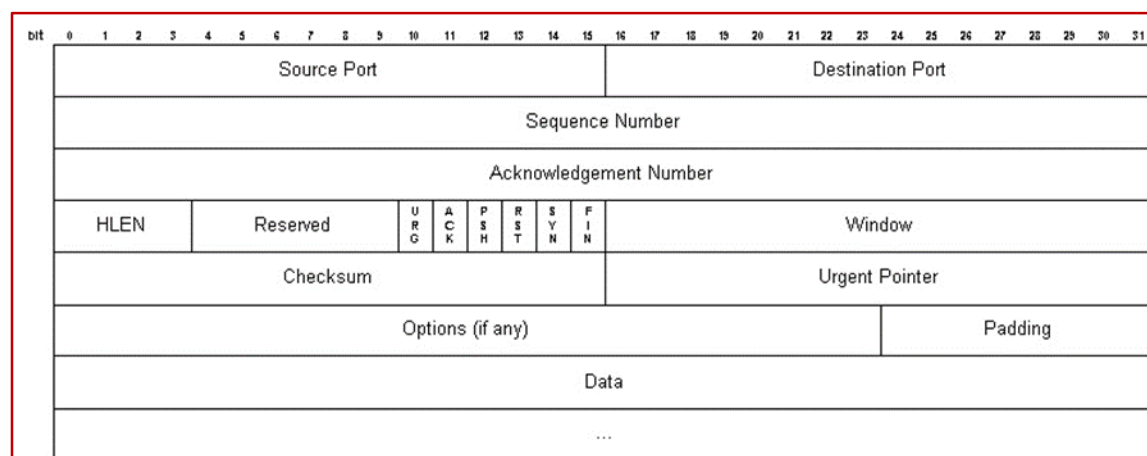 bit 0 1 2 3 4 5 6 7 8 9 10 11 12 13 14 15 16 17 18 19 20 21 22 23 24 25 26 27 28 29 30 31
Source Port Destination Port
Sequence Number
Acknowledgement Number
HLEN Reserved URG ACK PSH RST SYN FIN Window
Checksum Urgent Pointer
Options (if any) Padding
Data
...